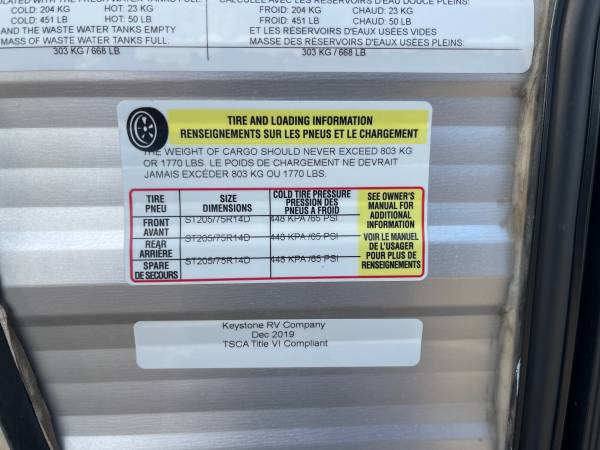 COLD: 204 KG HOT: 23 KG
COLD: 451 LB HOT: 50 LB
AND THE WASTE WATER TANKS EMPTY
MASS OF WASTE WATER TANKS FULL:
303 KG / 668 LB
CALCULÉE AVEC LES RÉSERVOIRS D'EAU DOUCE PLEINS:
FROID: 204 KG CHAUD: 23 KG
FROID: 451 LB CHAUD: 50 LB
ET LES RÉSERVOIRS D'EAUX USÉES VIDES
MASSE DES RÉSERVOIRS D'EAUX USÉES PLEINS:
303 KG / 668 LB
TIRE AND LOADING INFORMATION
RENSEIGNEMENTS SUR LES PNEUS ET LE CHARGEMENT
THE WEIGHT OF CARGO SHOULD NEVER EXCEED 803 KG
OR 1770 LBS. LE POIDS DE CHARGEMENT NE DEVRAIT
JAMAIS EXCÉDER 803 KG OU 1770 LBS.
TIRE
PNEU
SIZE
DIMENSIONS
COLD TIRE PRESSURE
PRESSION DES
PNEUS A FROID
FRONT
AVANT
ST205/75R14D
448 KPA /65 PSI
REAR
ARRIÈRE
ST205/75R14D
448 KPA /65 PSI
SPARE
DE SECOURS
ST205/75R14D
448 KPA /65 PSI
SEE OWNER'S
MANUAL FOR
ADDITIONAL
INFORMATION
VOIR LE MANUEL
DE L'USAGER
POUR PLUS DE
RENSEIGNEMENTS
Keystone RV Company
Dec 2019
TSCA Title VI Compliant